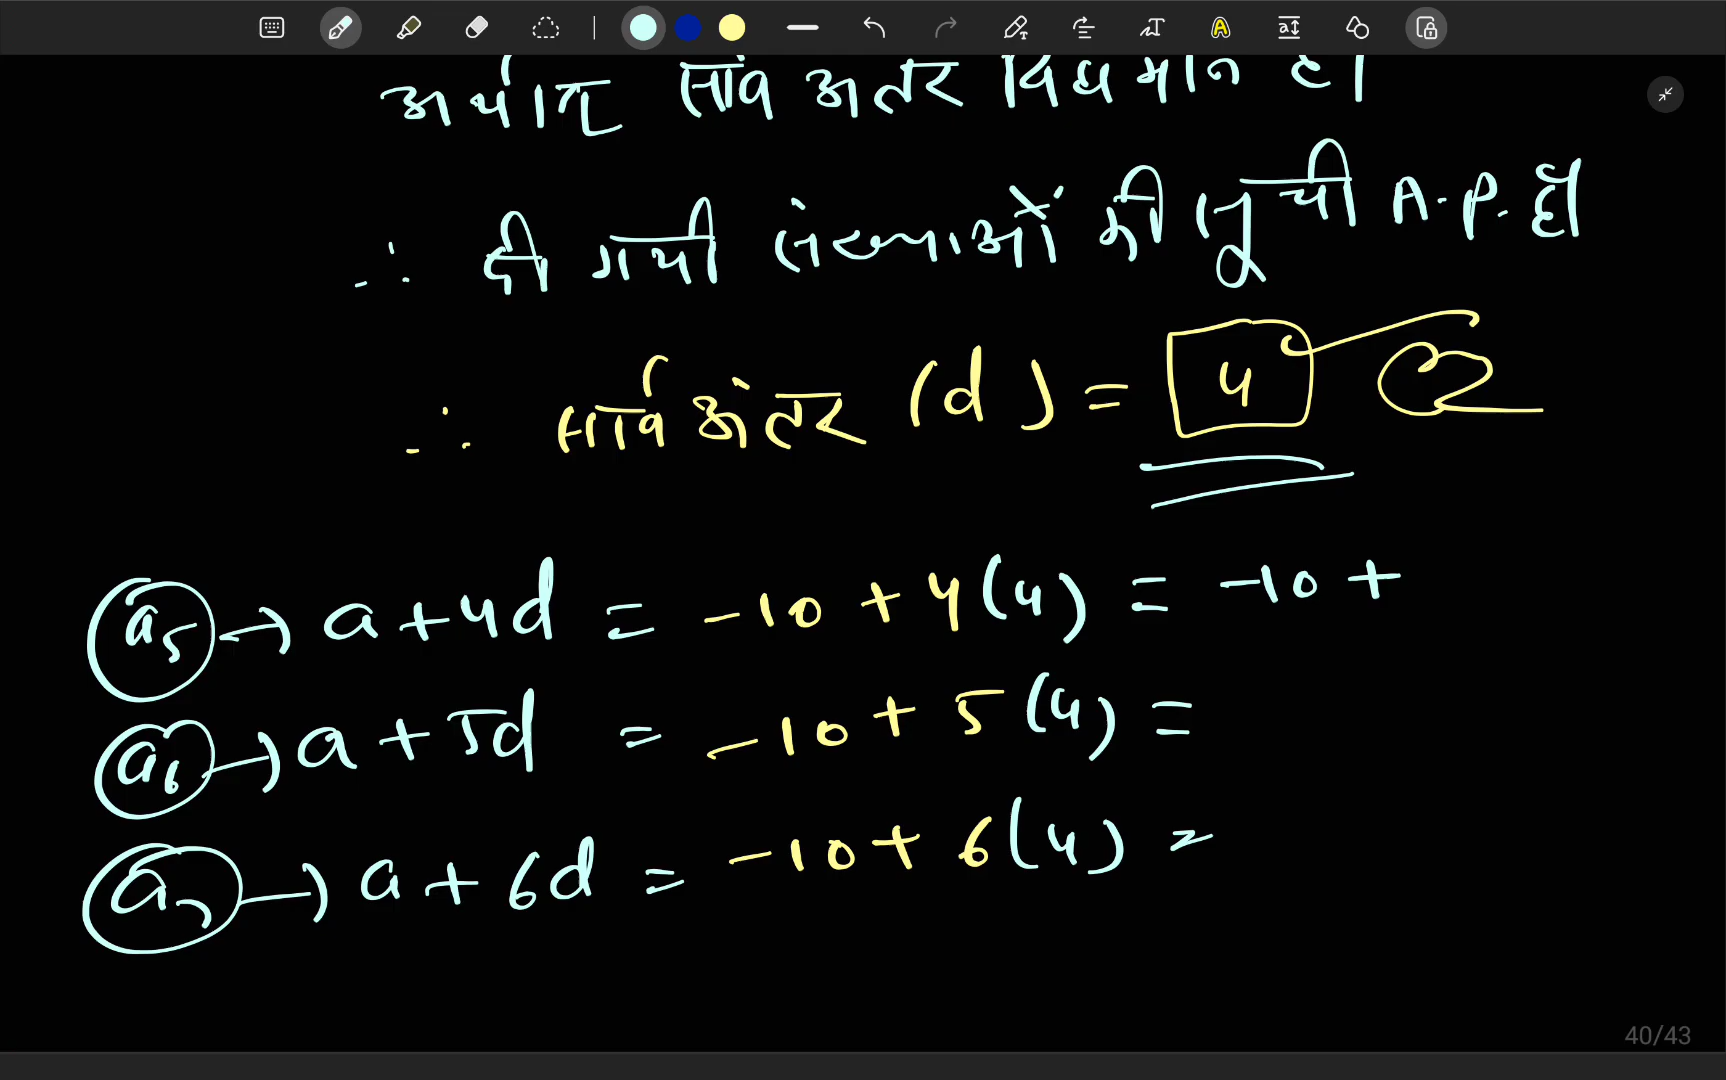 अर्थात् सार्व अंतर विद्यमान है।
∴ दी गयी संख्याओं की सूची A.P. है।
∴ सार्व अंतर (d) = 4
a₅ → a + 4d = -10 + 4(4) = -10 +
a₆ → a + 5d = -10 + 5(4) =
a₇ → a + 6d = -10 + 6(4) =
40/43